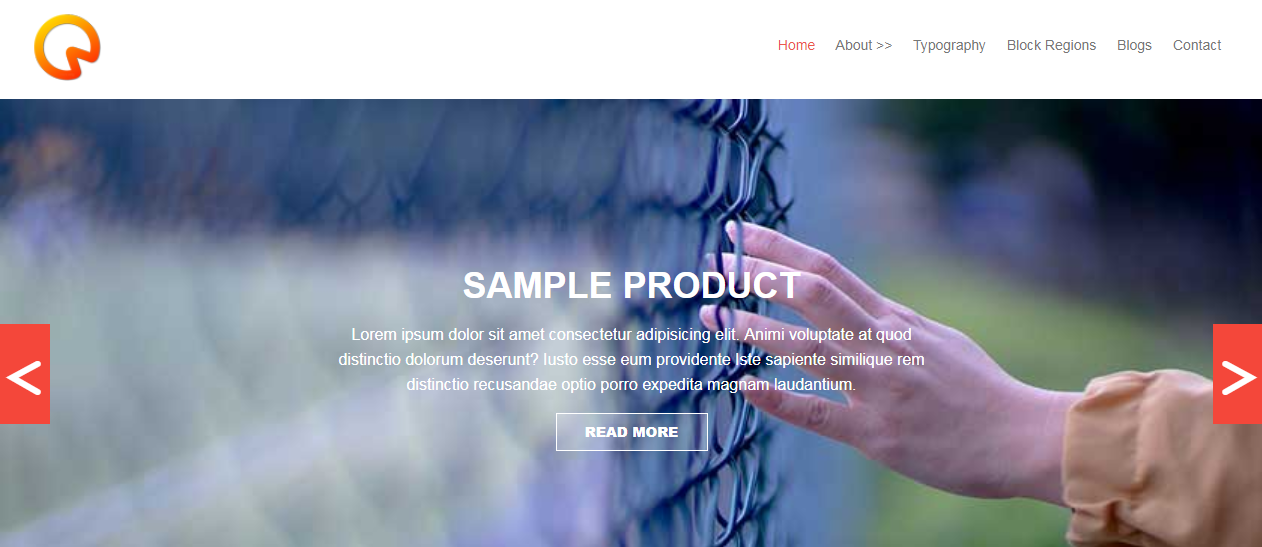 Home About >> Typography Block Regions Blogs Contact
SAMPLE PRODUCT
Lorem ipsum dolor sit amet consectetur adipisicing elit. Animi voluptate at quod
distinctio dolorum deserunt? Iusto esse eum providente Iste sapiente similique rem
distinctio recusandae optio porro expedita magnam laudantium.
READ MORE